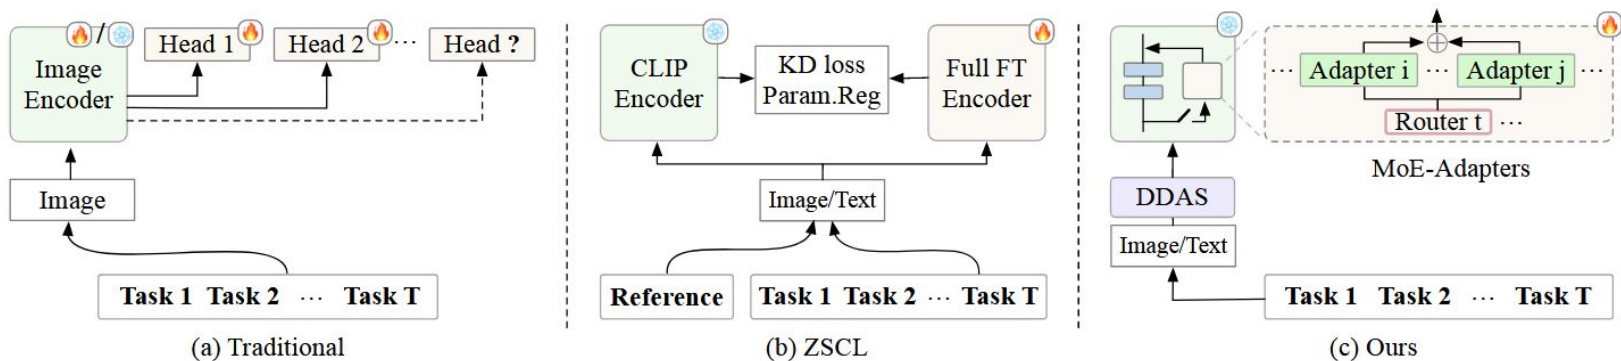 Image
Encoder
/
Head 1
Head 2
...
Head ?
Image
Task 1 Task 2 ... Task T
(a) Traditional
CLIP
Encoder
KD loss
Param.Reg
Full FT
Encoder
Image/Text
Reference
Task 1 Task 2 ... Task T
(b) ZSCL
... Adapter i ... Adapter j ...
Router t ...
MoE-Adapters
DDAS
Image/Text
Task 1 Task 2 ... Task T
(c) Ours